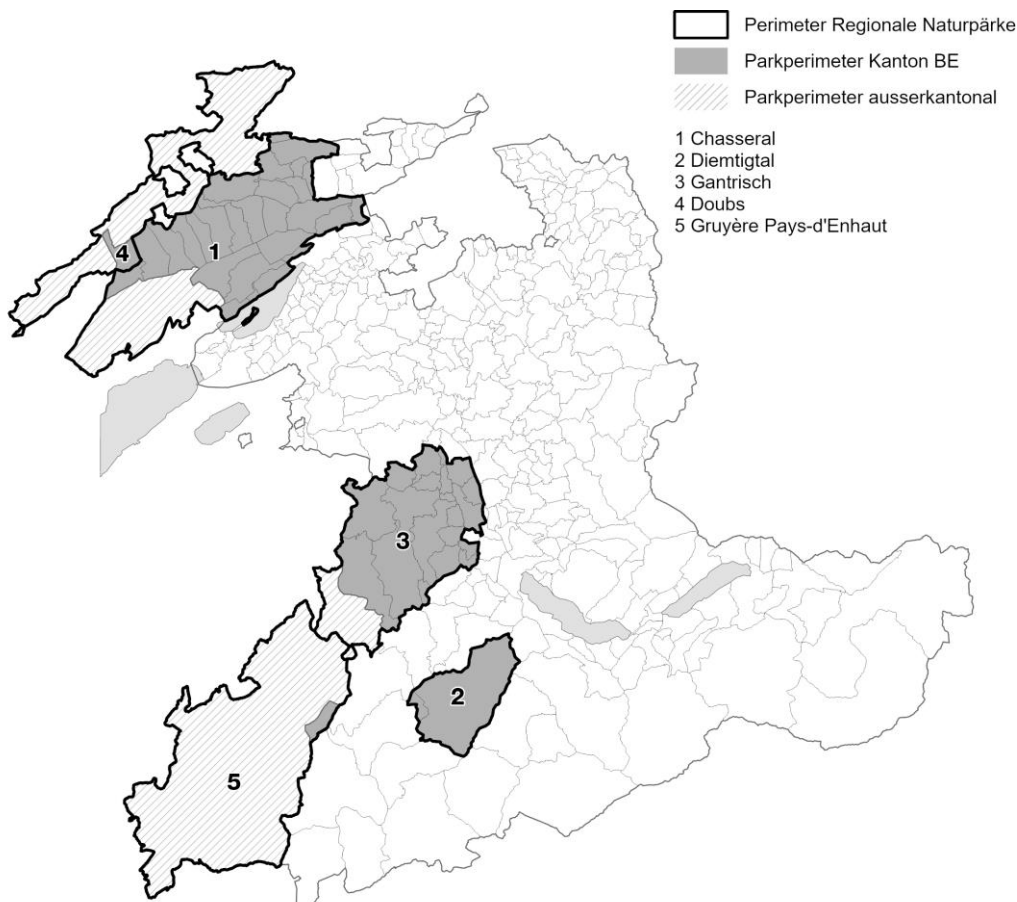 Perimeter Regionale Naturpärke
Parkperimeter Kanton BE
Parkperimeter ausserkantonal
1 Chasseral
2 Diemtigtal
3 Gantrisch
4 Doubs
5 Gruyère Pays-d'Enhaut
4
1
3
2
5